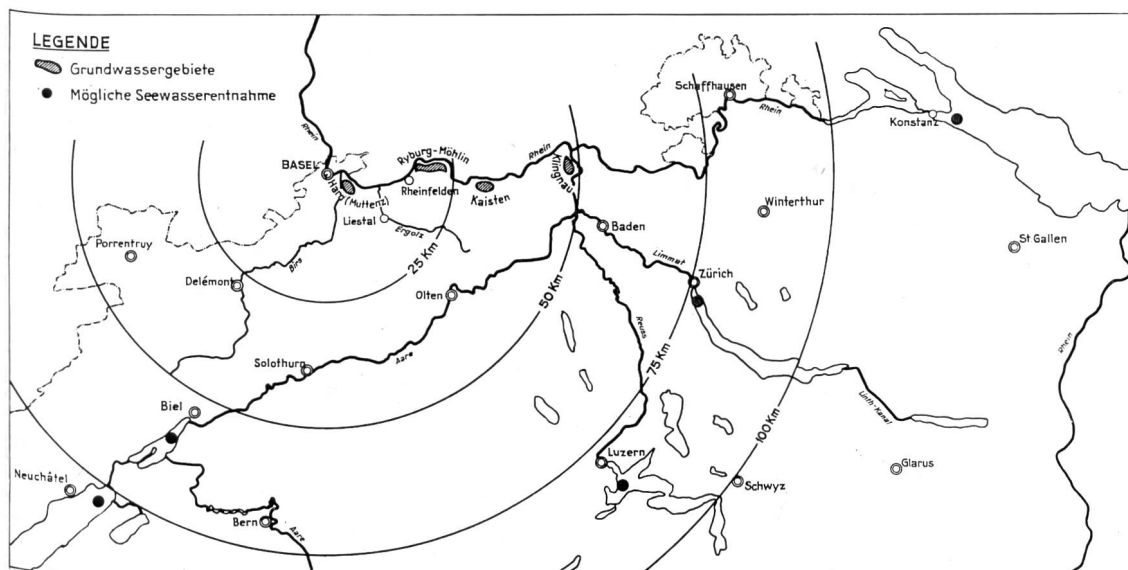 LEGENDE
Grundwassergebiete
Mögliche Seewasserentnahme
Schaffhausen
Rhein
Konstanz
Rhein
BASEL
Hard (Muttenz)
Ryburg-Möhlin
Rheinfelden
Rhein
Klingnau
Kaisten
Liestal
Ergolz
Winterthur
Baden
St. Gallen
Porrentruy
Birs
Delémont
25 Km
Limmat
Zürich
Olten
50 Km
Reuss
Rhein
Solothurn
Aare
75 Km
Biel
Linth-Kanal
100 Km
Luzern
Glarus
Neuchâtel
Schwyz
Bern
Aare